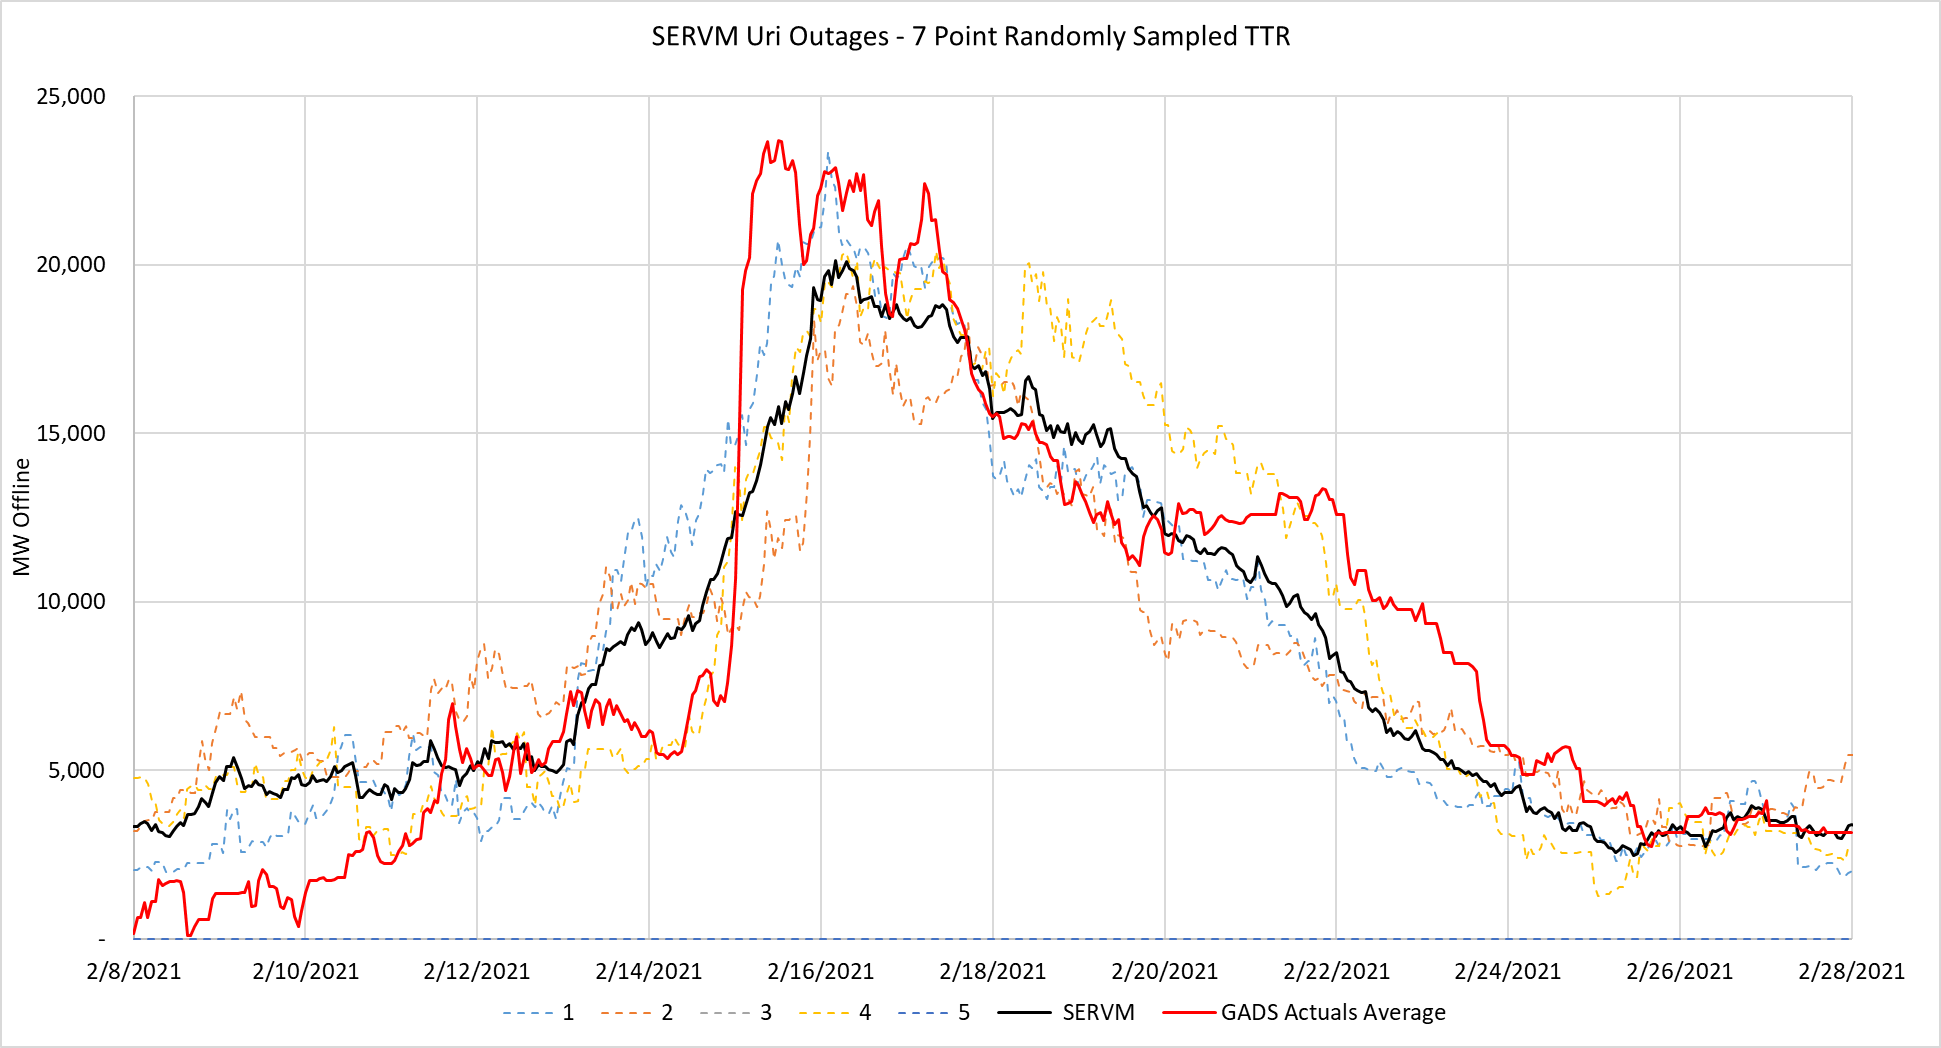 SERVM Uri Outages - 7 Point Randomly Sampled TTR
MW Offline
25,000
20,000
15,000
10,000
5,000
-
2/8/2021 2/10/2021 2/12/2021 2/14/2021 2/16/2021 2/18/2021 2/20/2021 2/22/2021 2/24/2021 2/26/2021 2/28/2021
1 2 3 4 5 SERVM GADS Actuals Average